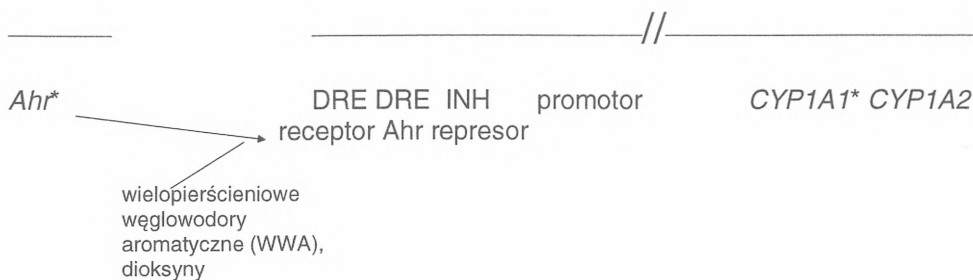 //
Ahr* DRE DRE INH promotor CYP1A1* CYP1A2
receptor Ahr represor
wielopierścieniowe
węglowodory
aromatyczne (WWA),
dioksyny